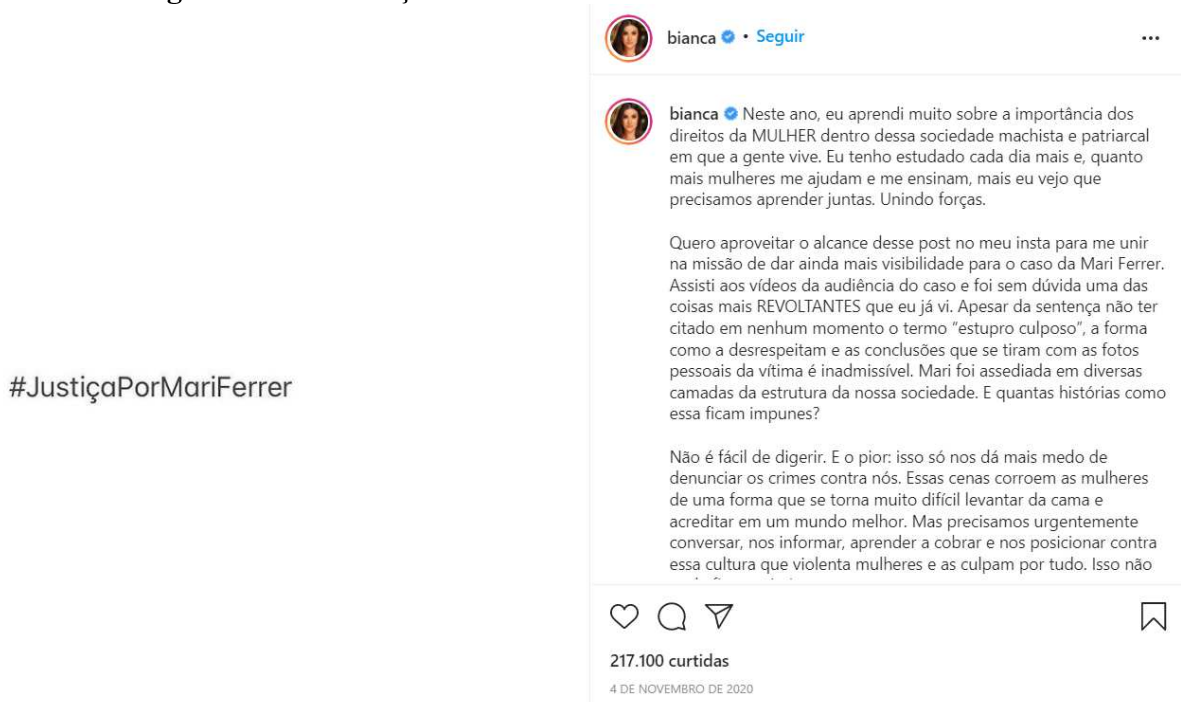 #JustiçaPorMariFerrer
bianca • Seguir
bianca Neste ano, eu aprendi muito sobre a importância dos
direitos da MULHER dentro dessa sociedade machista e patriarcal
em que a gente vive. Eu tenho estudado cada dia mais e, quanto
mais mulheres me ajudam e me ensinam, mais eu vejo que
precisamos aprender juntas. Unindo forças.
Quero aproveitar o alcance desse post no meu insta para me unir
na missão de dar ainda mais visibilidade para o caso da Mari Ferrer.
Assisti aos vídeos da audiência do caso e foi sem dúvida uma das
coisas mais REVOLTANTES que eu já vi. Apesar da sentença não ter
citado em nenhum momento o termo “estupro culposo”, a forma
como a desrespeitam e as conclusões que se tiram com as fotos
pessoais da vítima é inadmissível. Mari foi assediada em diversas
camadas da estrutura da nossa sociedade. E quantas histórias como
essa ficam impunes?
Não é fácil de digerir. E o pior: isso só nos dá mais medo de
denunciar os crimes contra nós. Essas cenas corroem as mulheres
de uma forma que se torna muito difícil levantar da cama e
acreditar em um mundo melhor. Mas precisamos urgentemente
conversar, nos informar, aprender a cobrar e nos posicionar contra
essa cultura que violenta mulheres e as culpam por tudo. Isso não
217.100 curtidas
4 DE NOVEMBRO DE 2020